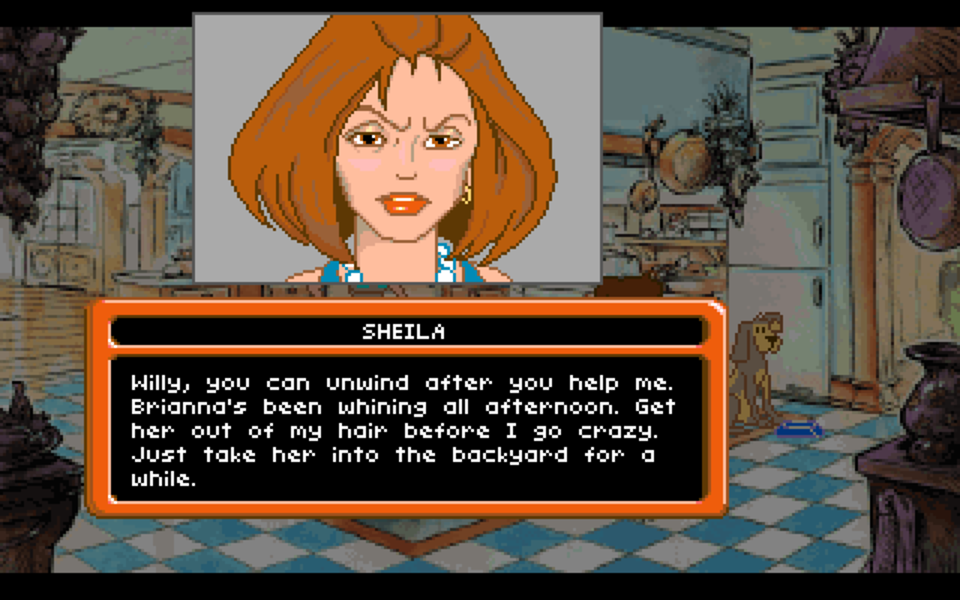 SHEILA
Willy, you can unwind after you help me.
Brianna's been whining all afternoon. Get
her out of my hair before I go crazy.
Just take her into the backyard for a
while.